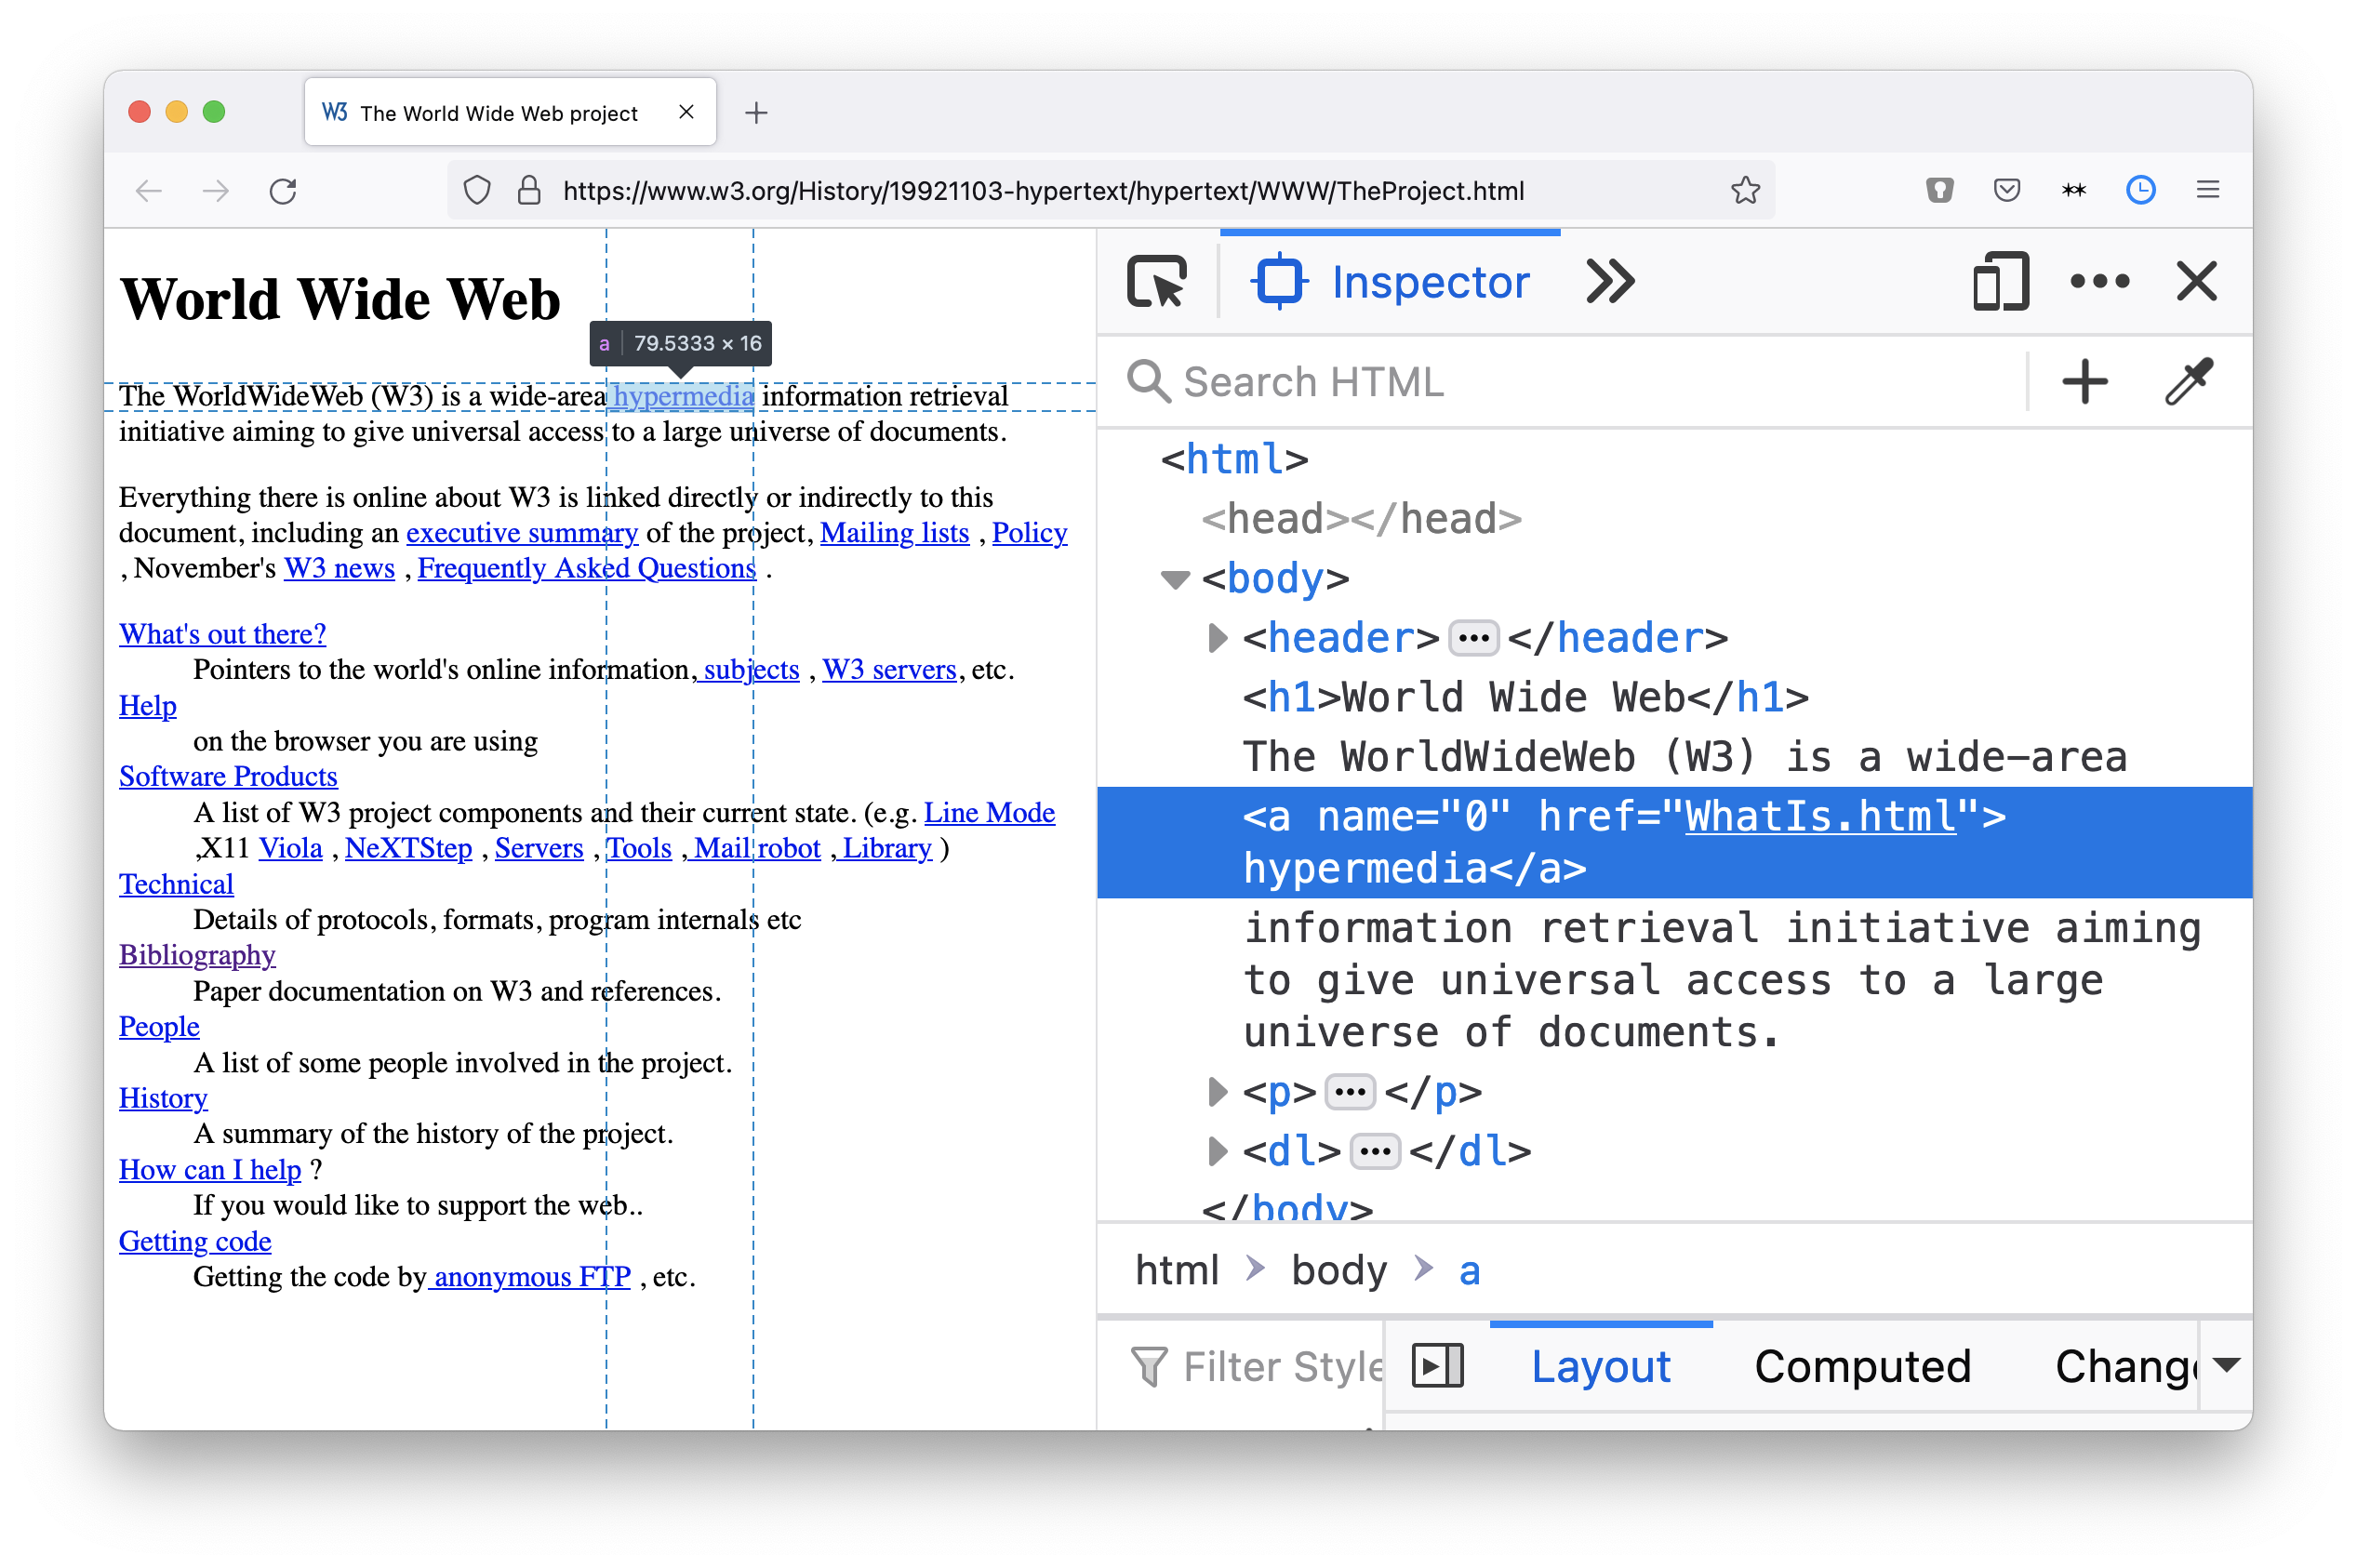 W3 The World Wide Web project
https://www.w3.org/History/19921103-hypertext/hypertext/WWW/TheProject.html
World Wide Web
a 79.5333 × 16
The WorldWideWeb (W3) is a wide-area hypermedia information retrieval
initiative aiming to give universal access to a large universe of documents.
Everything there is online about W3 is linked directly or indirectly to this
document, including an executive summary of the project, Mailing lists , Policy
, November's W3 news , Frequently Asked Questions .
What's out there?
Pointers to the world's online information, subjects , W3 servers, etc.
Help
on the browser you are using
Software Products
A list of W3 project components and their current state. (e.g. Line Mode
,X11 Viola , NeXTStep , Servers , Tools , Mail robot , Library )
Technical
Details of protocols, formats, program internals etc
Bibliography
Paper documentation on W3 and references.
People
A list of some people involved in the project.
History
A summary of the history of the project.
How can I help ?
If you would like to support the web..
Getting code
Getting the code by anonymous FTP , etc.
Inspector
Search HTML
<html>
<head></head>
<body>
<header>…</header>
<h1>World Wide Web</h1>
The WorldWideWeb (W3) is a wide-area
<a name="0" href="WhatIs.html">
hypermedia</a>
information retrieval initiative aiming
to give universal access to a large
universe of documents.
<p>…</p>
<dl>…</dl>
</body>
html > body > a
Filter Style
Layout Computed Chang